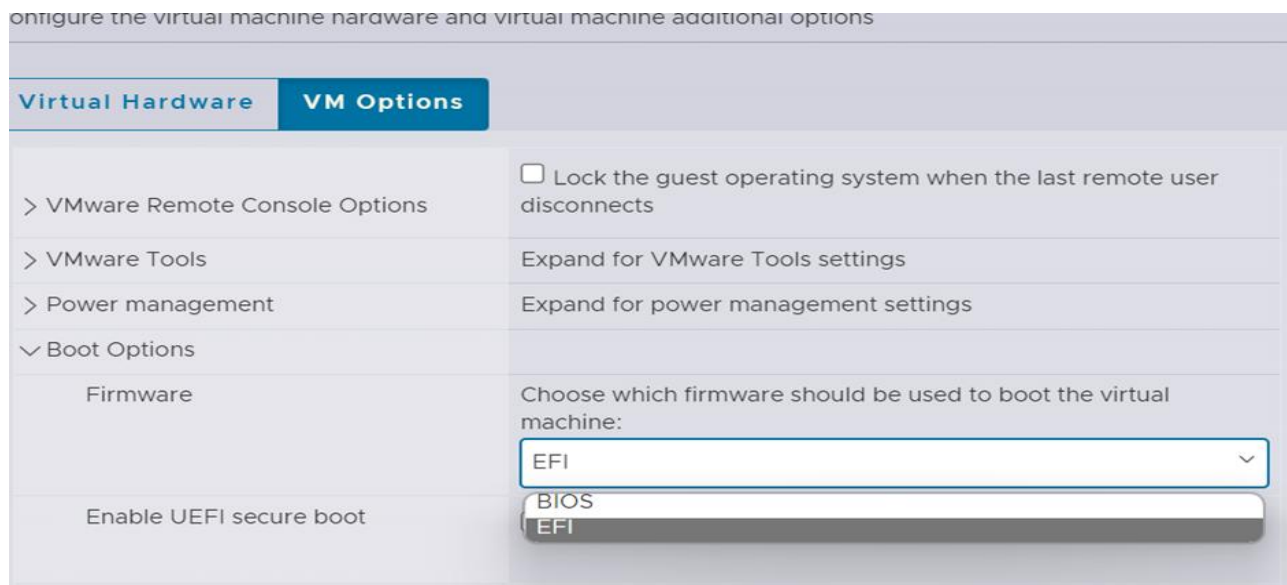 onfigure the virtual machine hardware and virtual machine additional options
Virtual Hardware
VM Options
Lock the guest operating system when the last remote user
disconnects
VMware Remote Console Options
VMware Tools
Expand for VMware Tools settings
Power management
Expand for power management settings
Boot Options
Firmware
Choose which firmware should be used to boot the virtual
machine:
EFI
BIOS
EFI
Enable UEFI secure boot